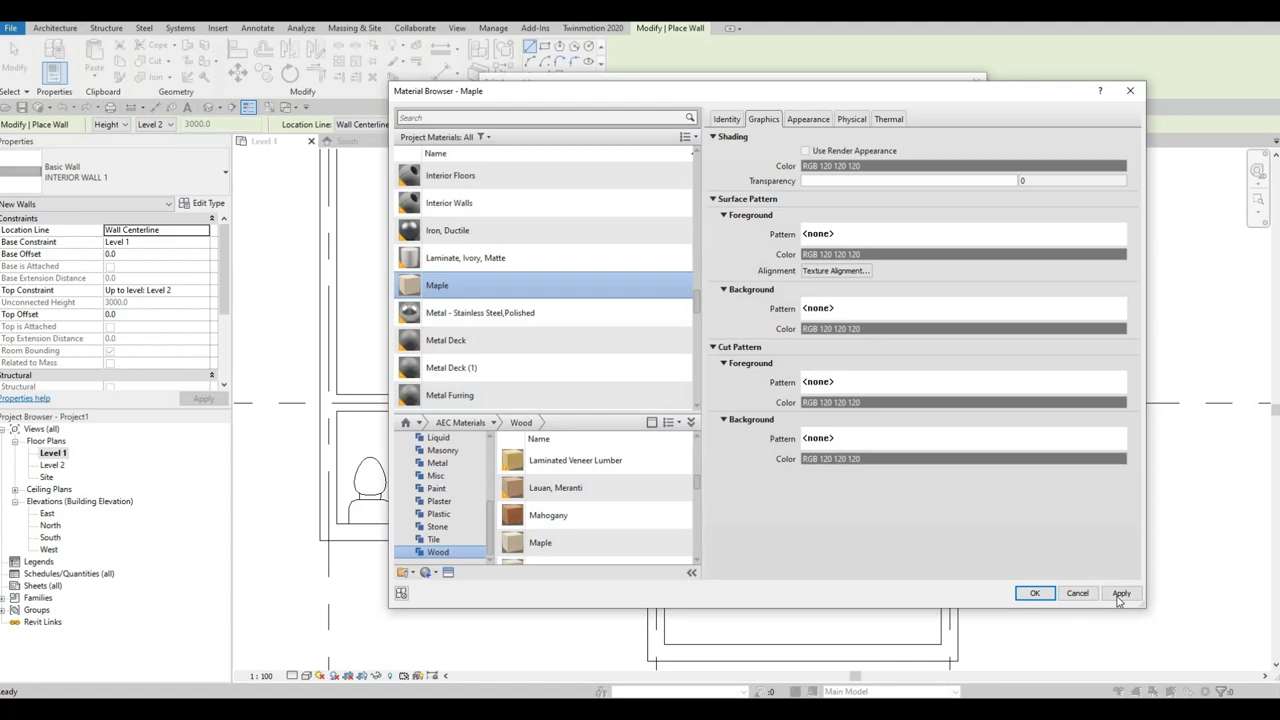 File Architecture Structure Steel Systems Insert Annotate Analyze Massing & Site Collaborate View Manage Add-Ins Twinmotion 2020 Modify | Place Wall
Modify Paste Cope Cut Join
Select Properties Clipboard Geometry Modify
Modify | Place Wall Height Level 2 3000.0 Location Line: Wall Centerline
Properties
Level 1 South
Basic Wall
INTERIOR WALL 1
New Walls Edit Type
Constraints
Location Line Wall Centerline
Base Constraint Level 1
Base Offset 0.0
Base is Attached
Base Extension Distance 0.0
Top Constraint Up to level: Level 2
Unconnected Height 3000.0
Top Offset 0.0
Top is Attached
Top Extension Distance 0.0
Room Bounding
Related to Mass
Structural
Structural
Properties help Apply
Project Browser - Project1
Views (all)
Floor Plans
Level 1
Level 2
Site
Ceiling Plans
Elevations (Building Elevation)
East
North
South
West
Legends
Schedules/Quantities (all)
Sheets (all)
Families
Groups
Revit Links
Material Browser - Maple ?
Search
Project Materials: All
Name
Interior Floors
Interior Walls
Iron, Ductile
Laminate, Ivory, Matte
Maple
Metal - Stainless Steel,Polished
Metal Deck
Metal Deck (1)
Metal Furring
AEC Materials Wood
Liquid
Masonry
Metal
Misc
Paint
Plaster
Plastic
Stone
Tile
Wood
Name
Laminated Veneer Lumber
Lauan, Meranti
Mahogany
Maple
Identity Graphics Appearance Physical Thermal
Shading
Use Render Appearance
Color RGB 120 120 120
Transparency 0
Surface Pattern
Foreground
Pattern <none>
Color RGB 120 120 120
Alignment Texture Alignment...
Background
Pattern <none>
Color RGB 120 120 120
Cut Pattern
Foreground
Pattern <none>
Color RGB 120 120 120
Background
Pattern <none>
Color RGB 120 120 120
OK Cancel Apply
1 : 100
Ready :0 Main Model :0